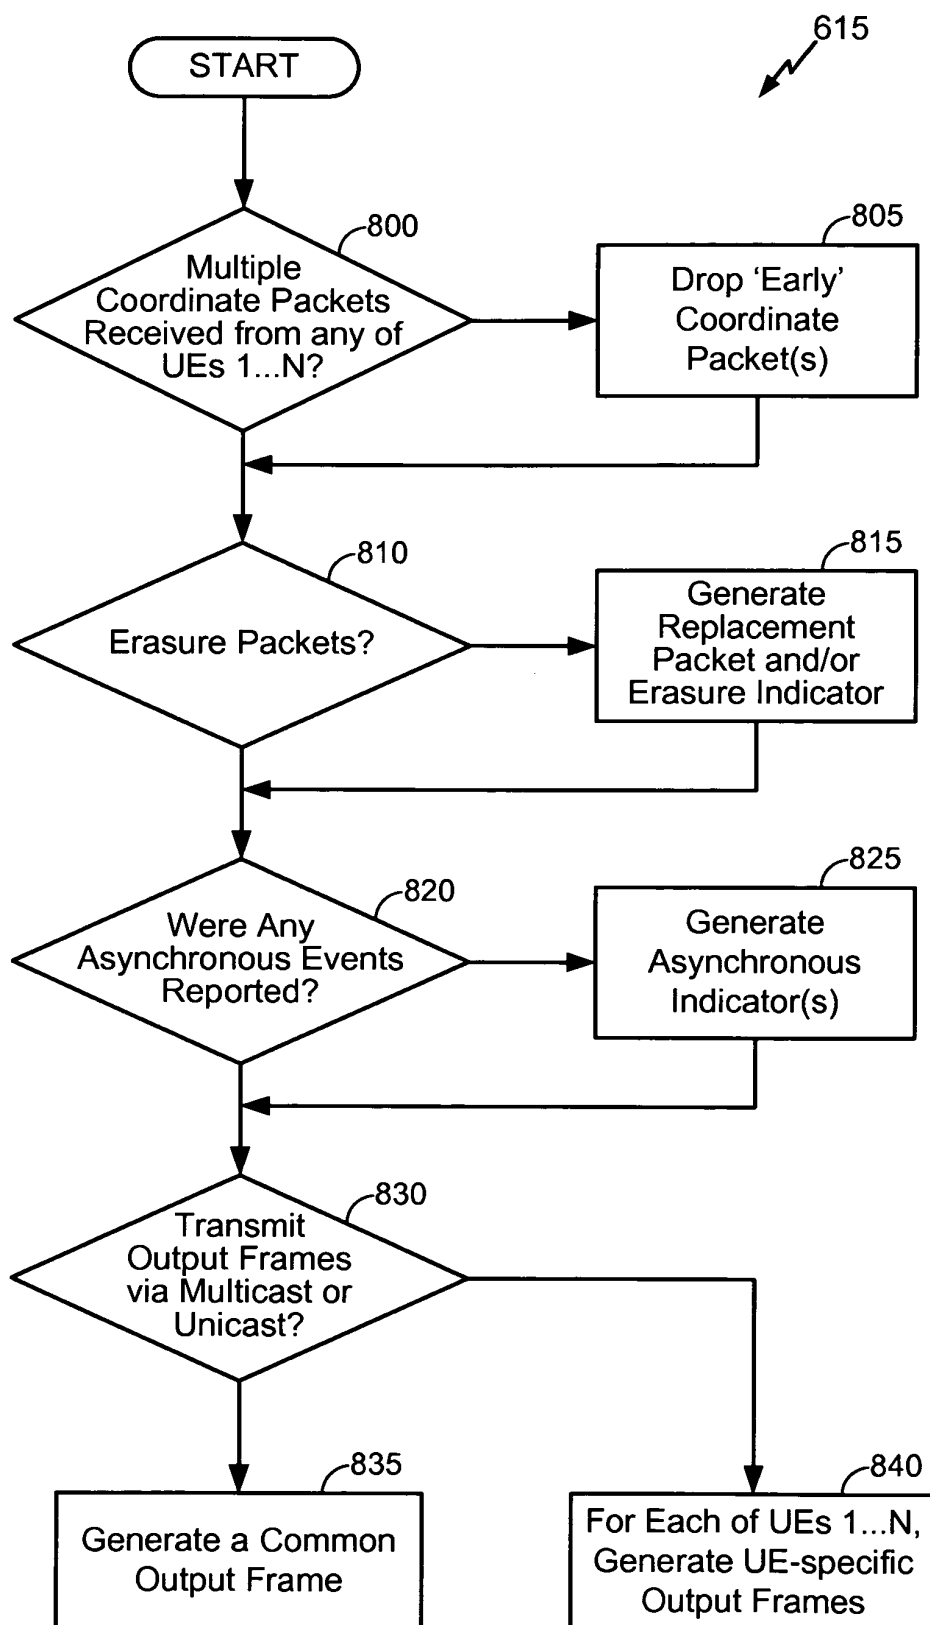 615
START
800
Multiple
Coordinate Packets
Received from any of
UEs 1...N?
805
Drop ‘Early’
Coordinate
Packet(s)
810
Erasure Packets?
815
Generate
Replacement
Packet and/or
Erasure Indicator
820
Were Any
Asynchronous Events
Reported?
825
Generate
Asynchronous
Indicator(s)
830
Transmit
Output Frames
via Multicast or
Unicast?
835
Generate a Common
Output Frame
840
For Each of UEs 1...N,
Generate UE-specific
Output Frames